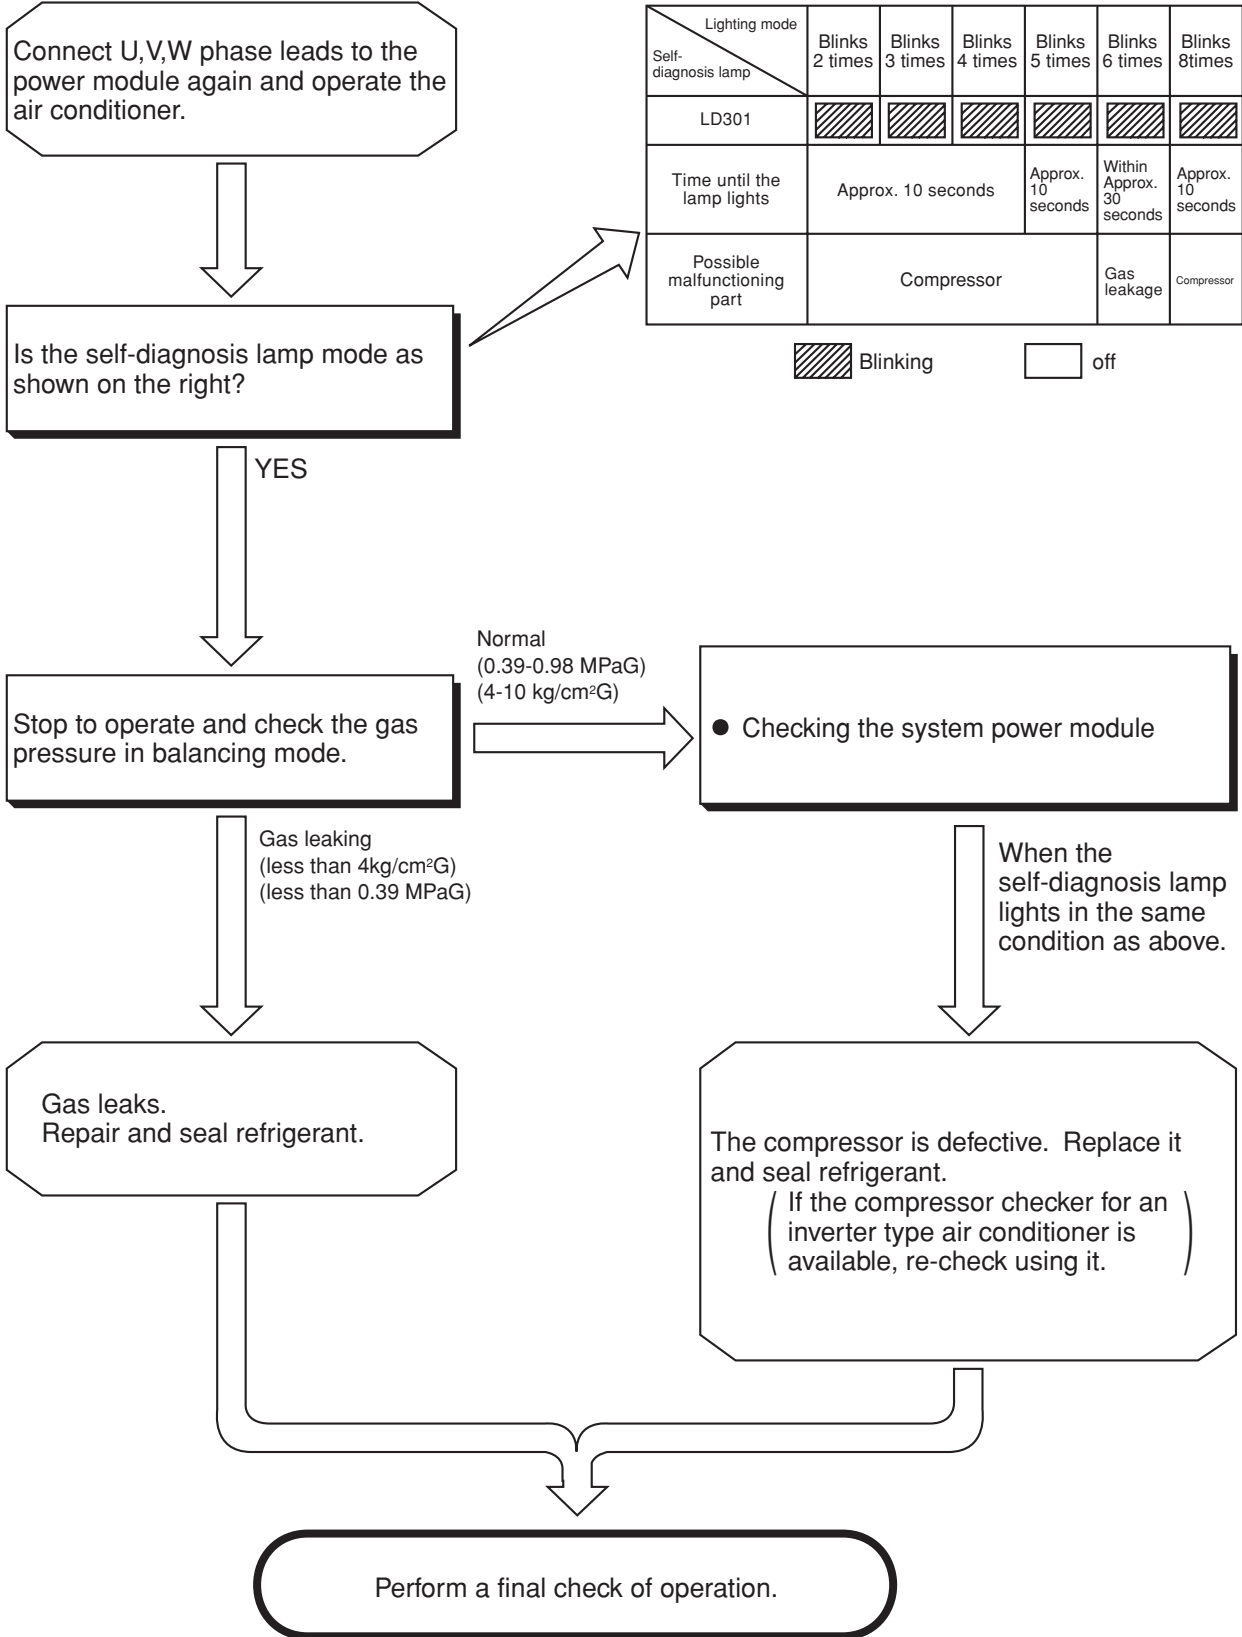 Connect U,V,W phase leads to the
power module again and operate the
air conditioner.
Lighting mode
Self-
diagnosis lamp
Blinks
2 times
Blinks
3 times
Blinks
4 times
Blinks
5 times
Blinks
6 times
Blinks
8times
LD301
Time until the
lamp lights
Approx. 10 seconds
Approx.
10
seconds
Within
Approx.
30
seconds
Approx.
10
seconds
Possible
malfunctioning
part
Compressor
Gas
leakage
Compressor
Blinking
off
Is the self-diagnosis lamp mode as
shown on the right?
YES
Stop to operate and check the gas
pressure in balancing mode.
Normal
(0.39-0.98 MPaG)
(4-10 kg/cm²G)
● Checking the system power module
Gas leaking
(less than 4kg/cm²G)
(less than 0.39 MPaG)
When the
self-diagnosis lamp
lights in the same
condition as above.
Gas leaks.
Repair and seal refrigerant.
The compressor is defective. Replace it
and seal refrigerant.
(If the compressor checker for an
inverter type air conditioner is
available, re-check using it.)
Perform a final check of operation.